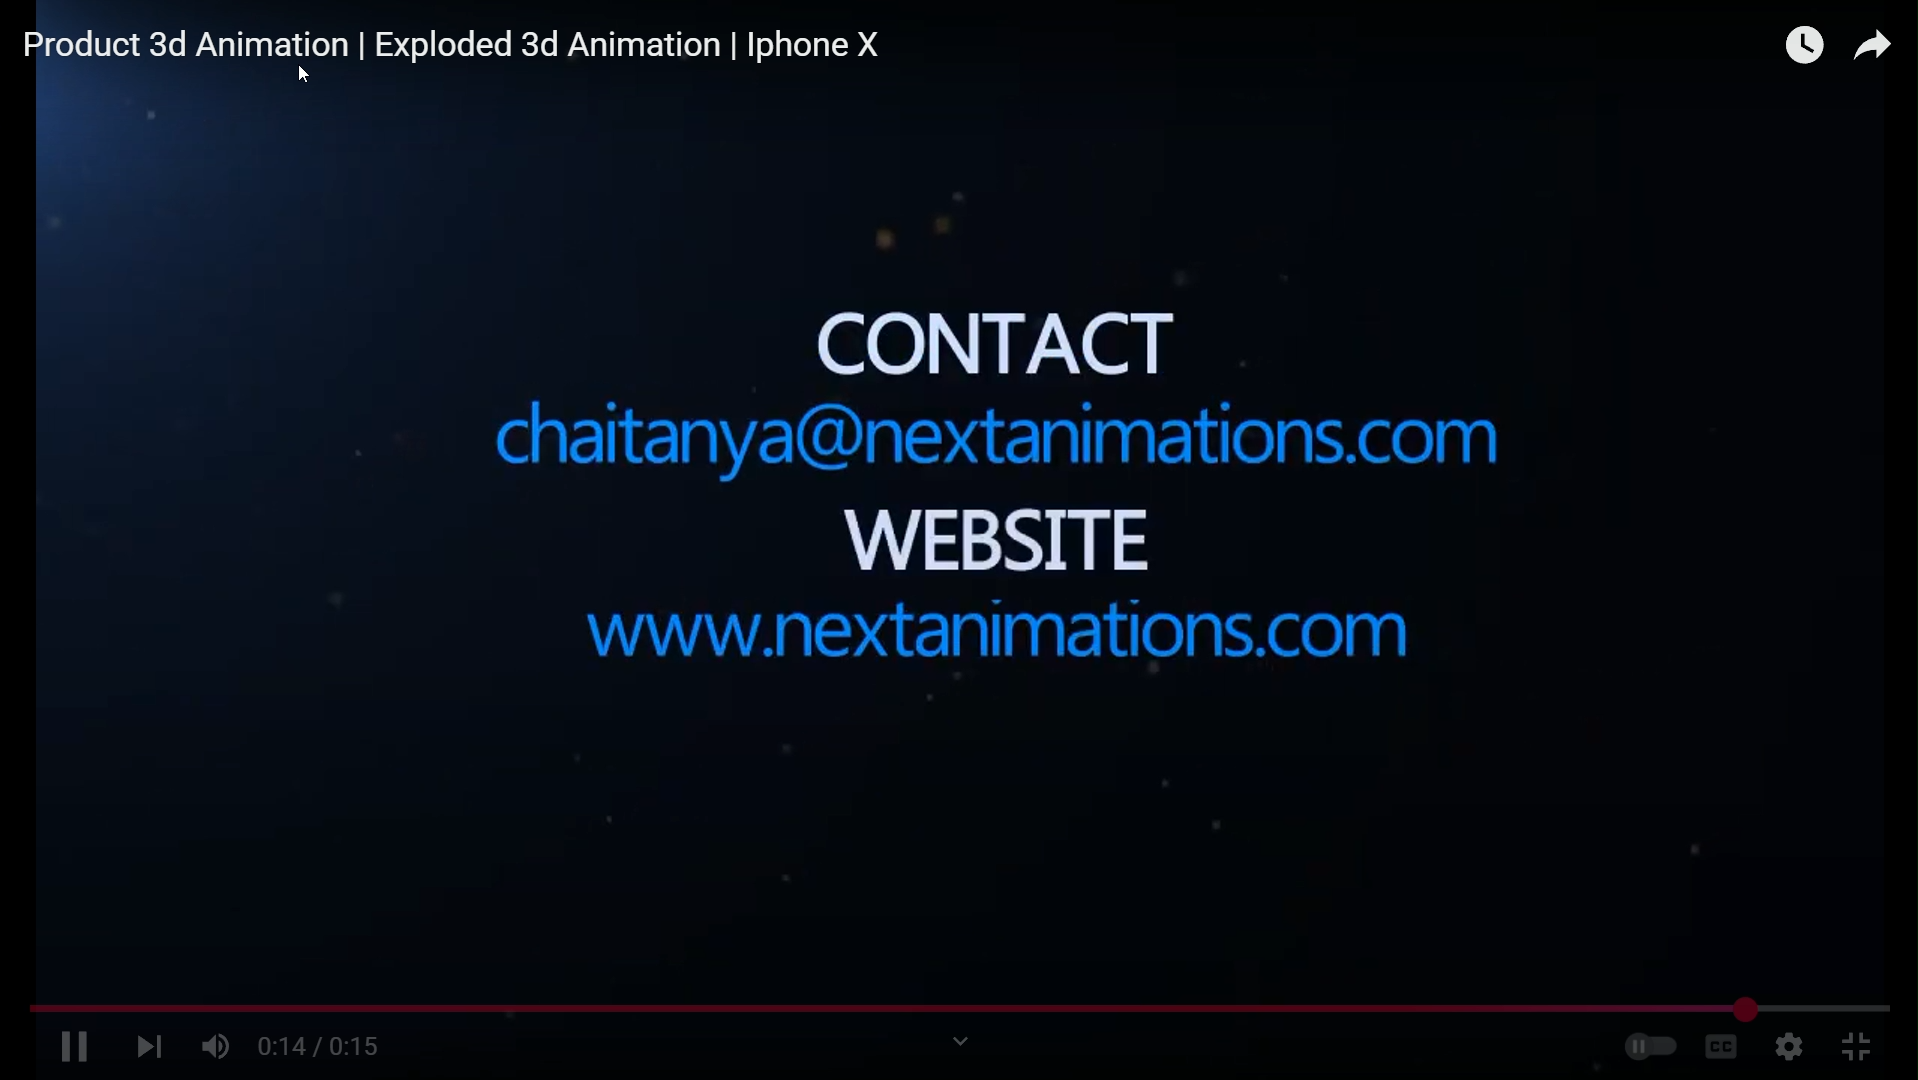 Product 3d Animation | Exploded 3d Animation | Iphone X
CONTACT
chaitanya@nextanimations.com
WEBSITE
www.nextanimations.com
0:14 / 0:15
CC